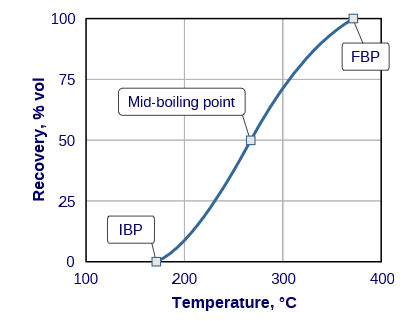 100
FBP
75
Mid-boiling point
Recovery, % vol
50
25
IBP
0
100
200
300
400
Temperature, °C